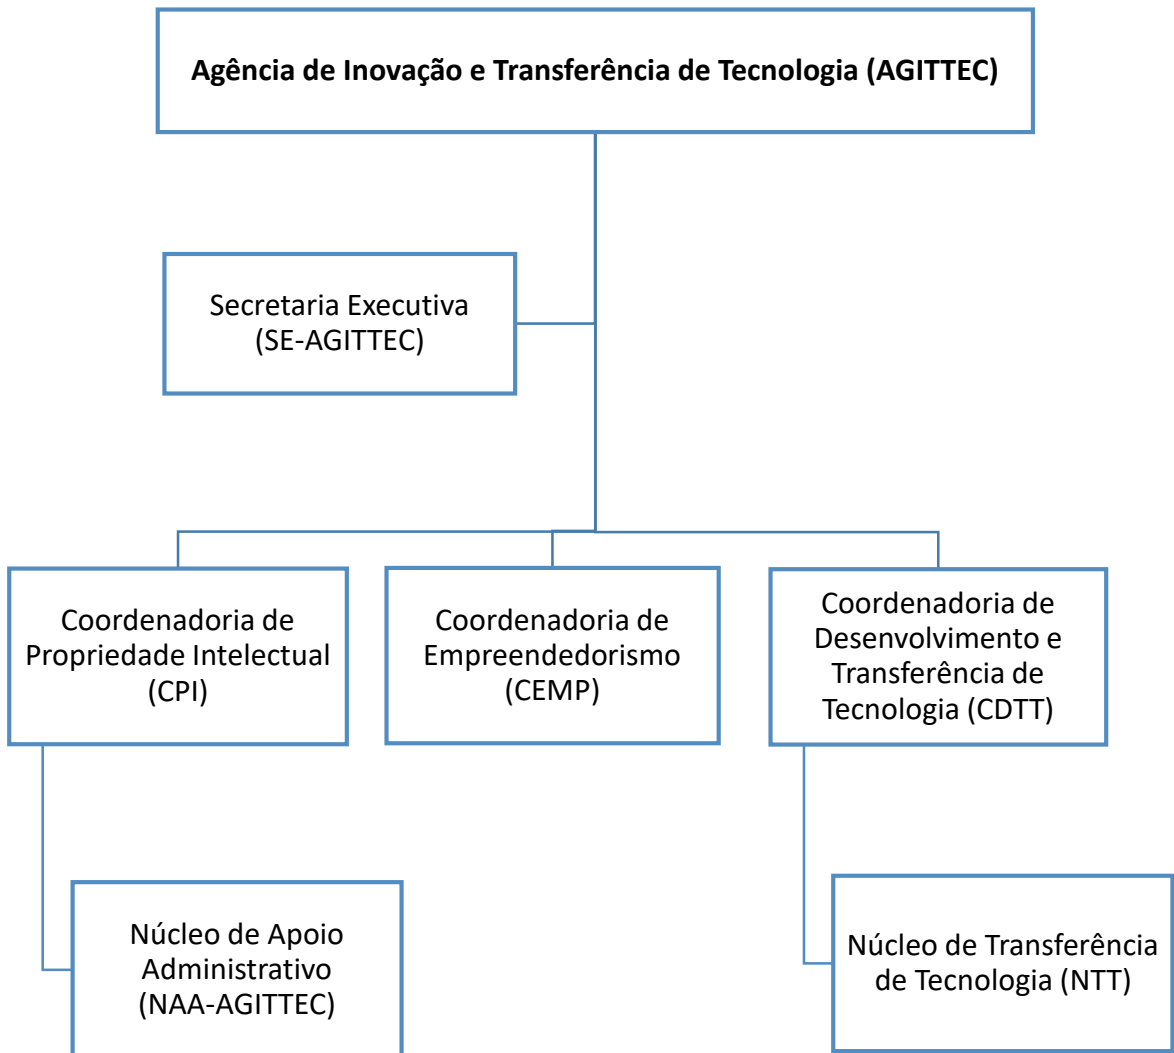 Agência de Inovação e Transferência de Tecnologia (AGITTEC)
Secretaria Executiva
(SE-AGITTEC)
Coordenadoria de
Propriedade Intelectual
(CPI)
Coordenadoria de
Empreendedorismo
(CEMP)
Coordenadoria de
Desenvolvimento e
Transferência de
Tecnologia (CDTT)
Núcleo de Apoio
Administrativo
(NAA-AGITTEC)
Núcleo de Transferência
de Tecnologia (NTT)